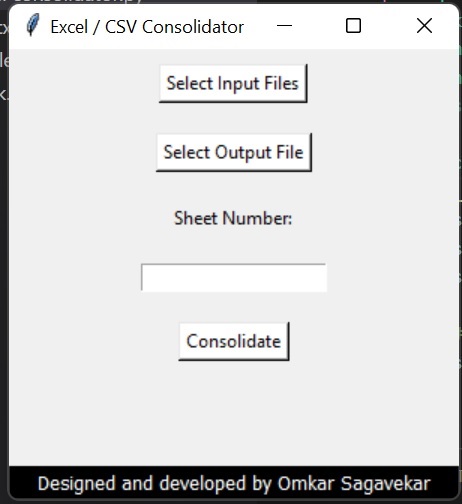 Excel / CSV Consolidator
Select Input Files
Select Output File
Sheet Number:
Consolidate
Designed and developed by Omkar Sagavekar